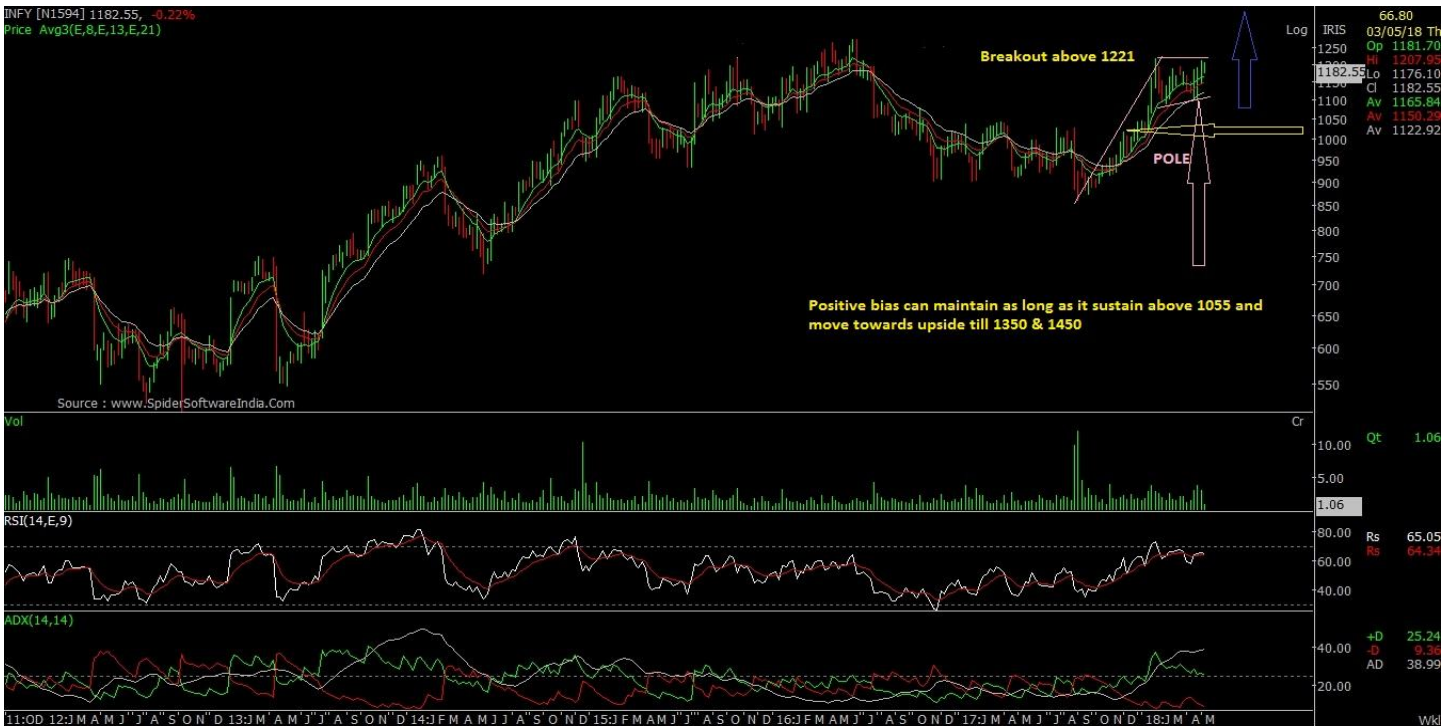 INFY [N1594] 1182.55, -0.22%
Price Avg3(E,8,E,13,E,21)
Log IRIS
66.80
03/05/18 Th
Op 1181.70
Hi 1207.95
Lo 1176.10
Cl 1182.55
Av 1165.84
Av 1150.29
Av 1122.92
1250
1182.55
1100
1050
1000
950
900
850
800
750
700
650
600
550
Breakout above 1221
POLE
Positive bias can maintain as long as it sustain above 1055 and
move towards upside till 1350 & 1450
Source : www.SpiderSoftwareIndia.Com
Vol
Cr
10.00
5.00
1.06
Qt 1.06
RSI(14,E,9)
80.00
60.00
40.00
Rs 65.05
Rs 64.34
ADX(14,14)
40.00
20.00
+D 25.24
-D 9.36
AD 38.99
Wkl